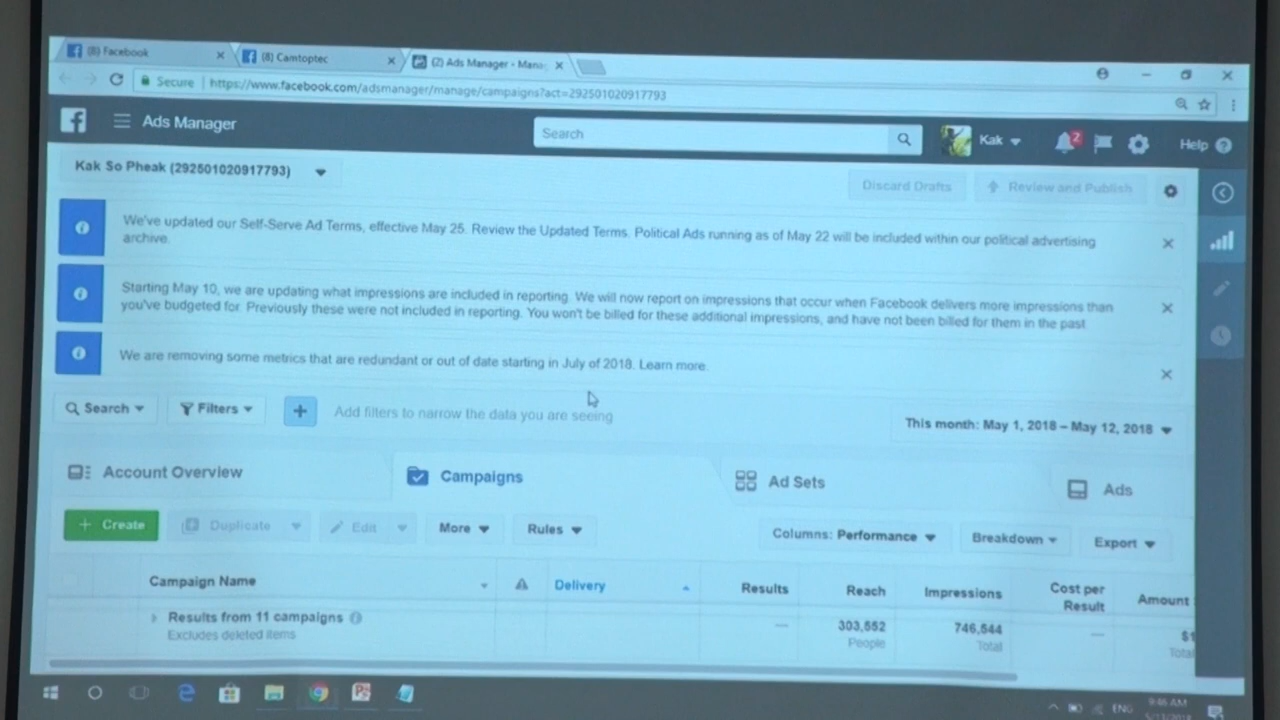 (8) Facebook
(8) Camtoptec
(2) Ads Manager - Mana
Secure
https://www.facebook.com/adsmanager/manage/campaigns?act=292501020917793
Ads Manager
Search
Kak
2
Help
Kak So Pheak (292501020917793)
Discard Drafts
Review and Publish
We've updated our Self-Serve Ad Terms, effective May 25. Review the Updated Terms. Political Ads running as of May 22 will be included within our political advertising
archive.
Starting May 10, we are updating what impressions are included in reporting. We will now report on impressions that occur when Facebook delivers more impressions than
you've budgeted for. Previously these were not included in reporting. You won't be billed for these additional impressions, and have not been billed for them in the past
We are removing some metrics that are redundant or out of date starting in July of 2018. Learn more.
Search
Filters
Add filters to narrow the data you are seeing
This month: May 1, 2018 – May 12, 2018
Account Overview
Campaigns
Ad Sets
Ads
+ Create
Duplicate
Edit
More
Rules
Columns: Performance
Breakdown
Export
Campaign Name
Delivery
Results
Reach
Impressions
Cost per
Result
Amount
Results from 11 campaigns
Excludes deleted items
—
303,552
People
746,544
Total
—
$1
Total
ENG
9:46 AM